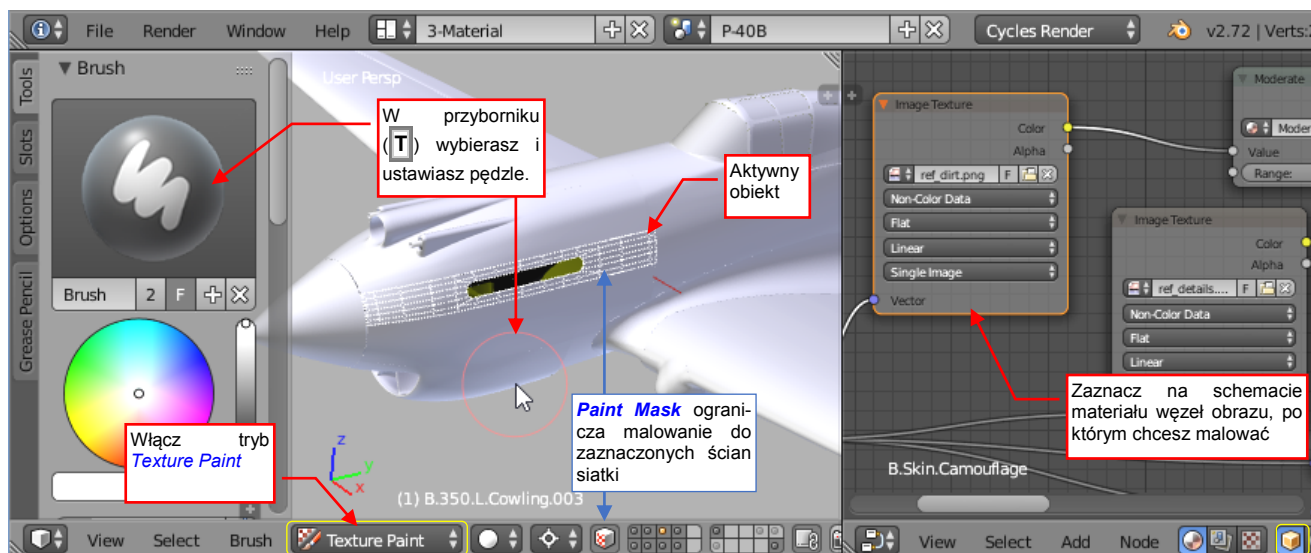 File Render Window Help 3-Material P-40B Cycles Render v2.72 | Verts:
Tools
Slots
Options
Grease Pencil
Brush
Brush 2 F
User Persp
W przyborniku
(T) wybierasz i
ustawiasz pędzle.
Aktywny
obiekt
Włącz tryb
Texture Paint
Paint Mask ograni-
cza malowanie do
zaznaczonych ścian
siatki
z
y
x
(1) B.350.L.Cowling.003
Image Texture
Color
Alpha
ref_dirt.png F
Non-Color Data
Flat
Linear
Single Image
Vector
Moderate
Moder
Value
Range:
Image Texture
Color
Alpha
ref_details.... F
Non-Color Data
Flat
Linear
Zaznacz na schemacie
materiału węzeł obrazu, po
którym chcesz malować
B.Skin.Camouflage
View Select Brush Texture Paint
View Select Add Node